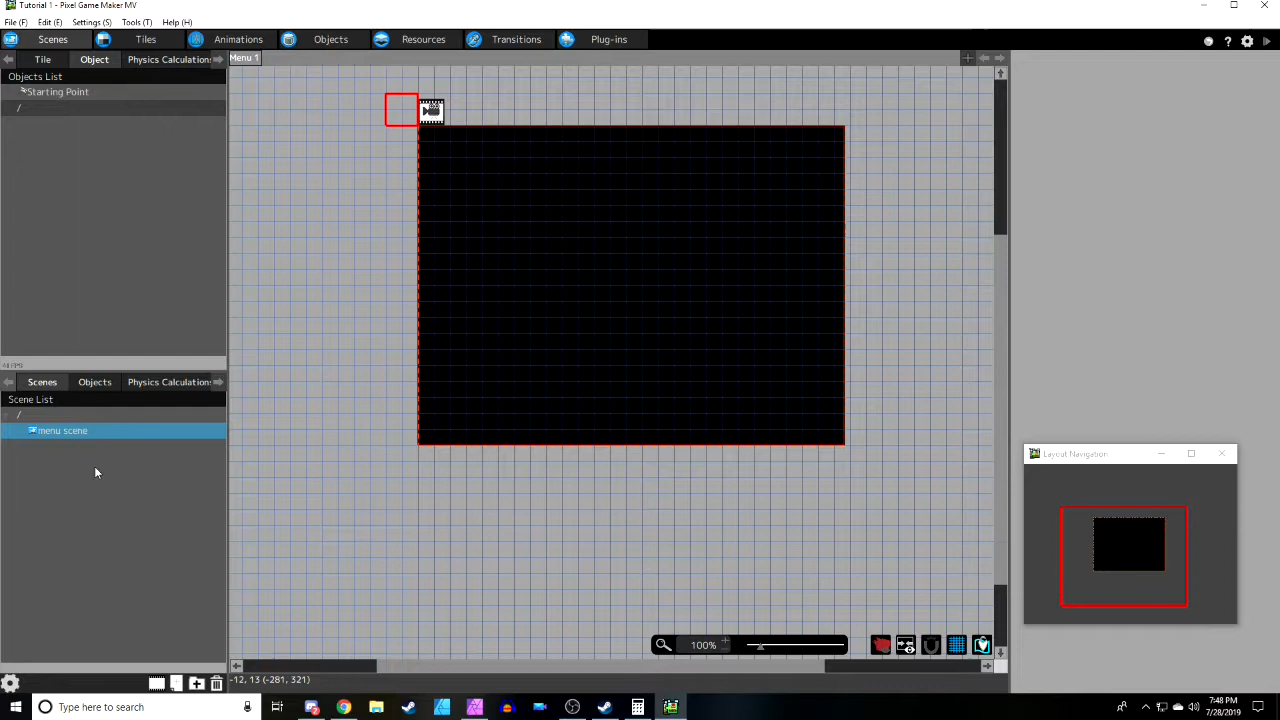 Tutorial 1 - Pixel Game Maker MV
File (F) Edit (E) Settings (S) Tools (T) Help (H)
Scenes Tiles Animations Objects Resources Transitions Plug-ins
Tile Object Physics Calculations
Menu 1
Objects List
Starting Point
/
Scenes Objects Physics Calculations
Scene List
/
menu scene
Layout Navigation
100%
-12, 13 (-281, 321)
Type here to search
7:48 PM
7/28/2019